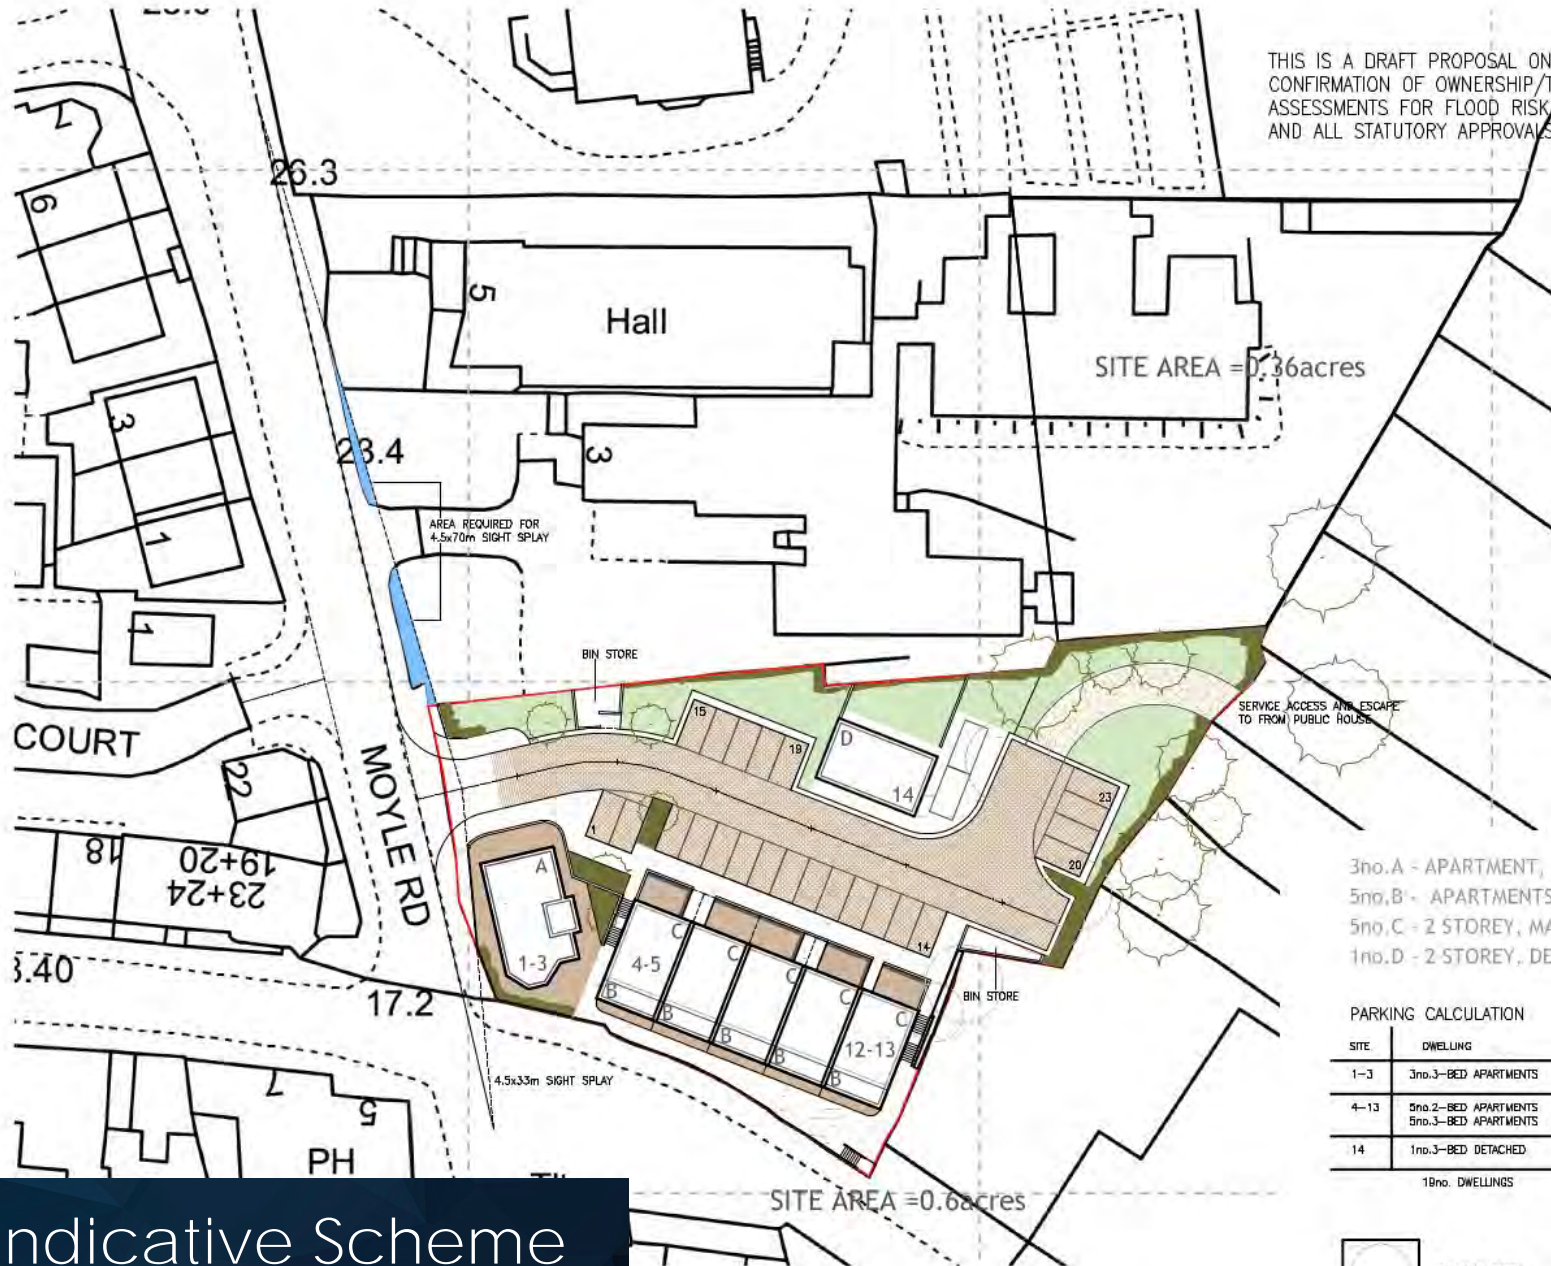 THIS IS A DRAFT PROPOSAL ON
CONFIRMATION OF OWNERSHIP/T
ASSESSMENTS FOR FLOOD RISK
AND ALL STATUTORY APPROVALS
26.3
6
5
Hall
SITE AREA =0.36acres
3
23.4
3
1
AREA REQUIRED FOR
4.5x70m SIGHT SPLAY
1
BIN STORE
SERVICE ACCESS AND ESCAPE
TO FROM PUBLIC HOUSE
COURT
MOYLE RD
22
15
19
D
14
23
20
1
14
18
19+20
23+24
A
1-3
4-5
C
C
C
C
C
B
B
B
B
B
12-13
BIN STORE
3no.A - APARTMENT,
5no.B - APARTMENTS
5no.C - 2 STOREY, MA
1no.D - 2 STOREY, DE
3.40
17.2
4.5x33m SIGHT SPLAY
7
5
PH
PARKING CALCULATION
SITE DWELLING
1-3 3no.3-BED APARTMENTS
4-13 5no.2-BED APARTMENTS
5no.3-BED APARTMENTS
14 1no.3-BED DETACHED
SITE AREA =0.6acres
ndicative Scheme